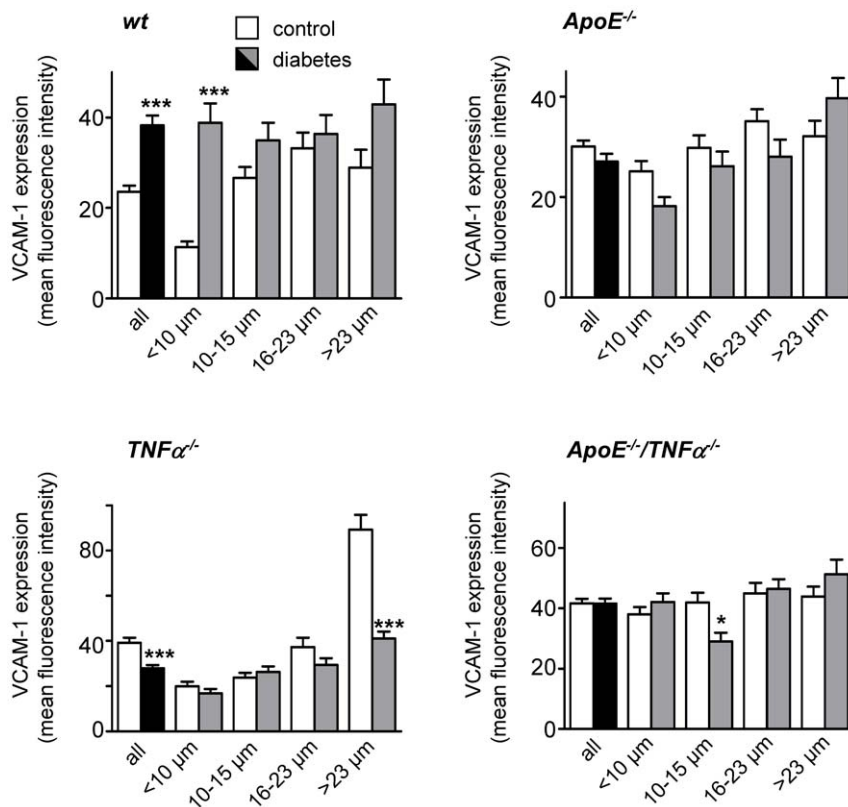 wt
control
diabetes
VCAM-1 expression
(mean fluorescence intensity)
40
20
0
***
***
all
<10 µm
10-15 µm
16-23 µm
>23 µm
ApoE-/-
VCAM-1 expression
(mean fluorescence intensity)
40
20
0
all
<10 µm
10-15 µm
16-23 µm
>23 µm
TNFα-/-
VCAM-1 expression
(mean fluorescence intensity)
80
40
0
***
***
all
<10 µm
10-15 µm
16-23 µm
>23 µm
ApoE-/-/TNFα-/-
VCAM-1 expression
(mean fluorescence intensity)
60
40
20
0
*
all
<10 µm
10-15 µm
16-23 µm
>23 µm